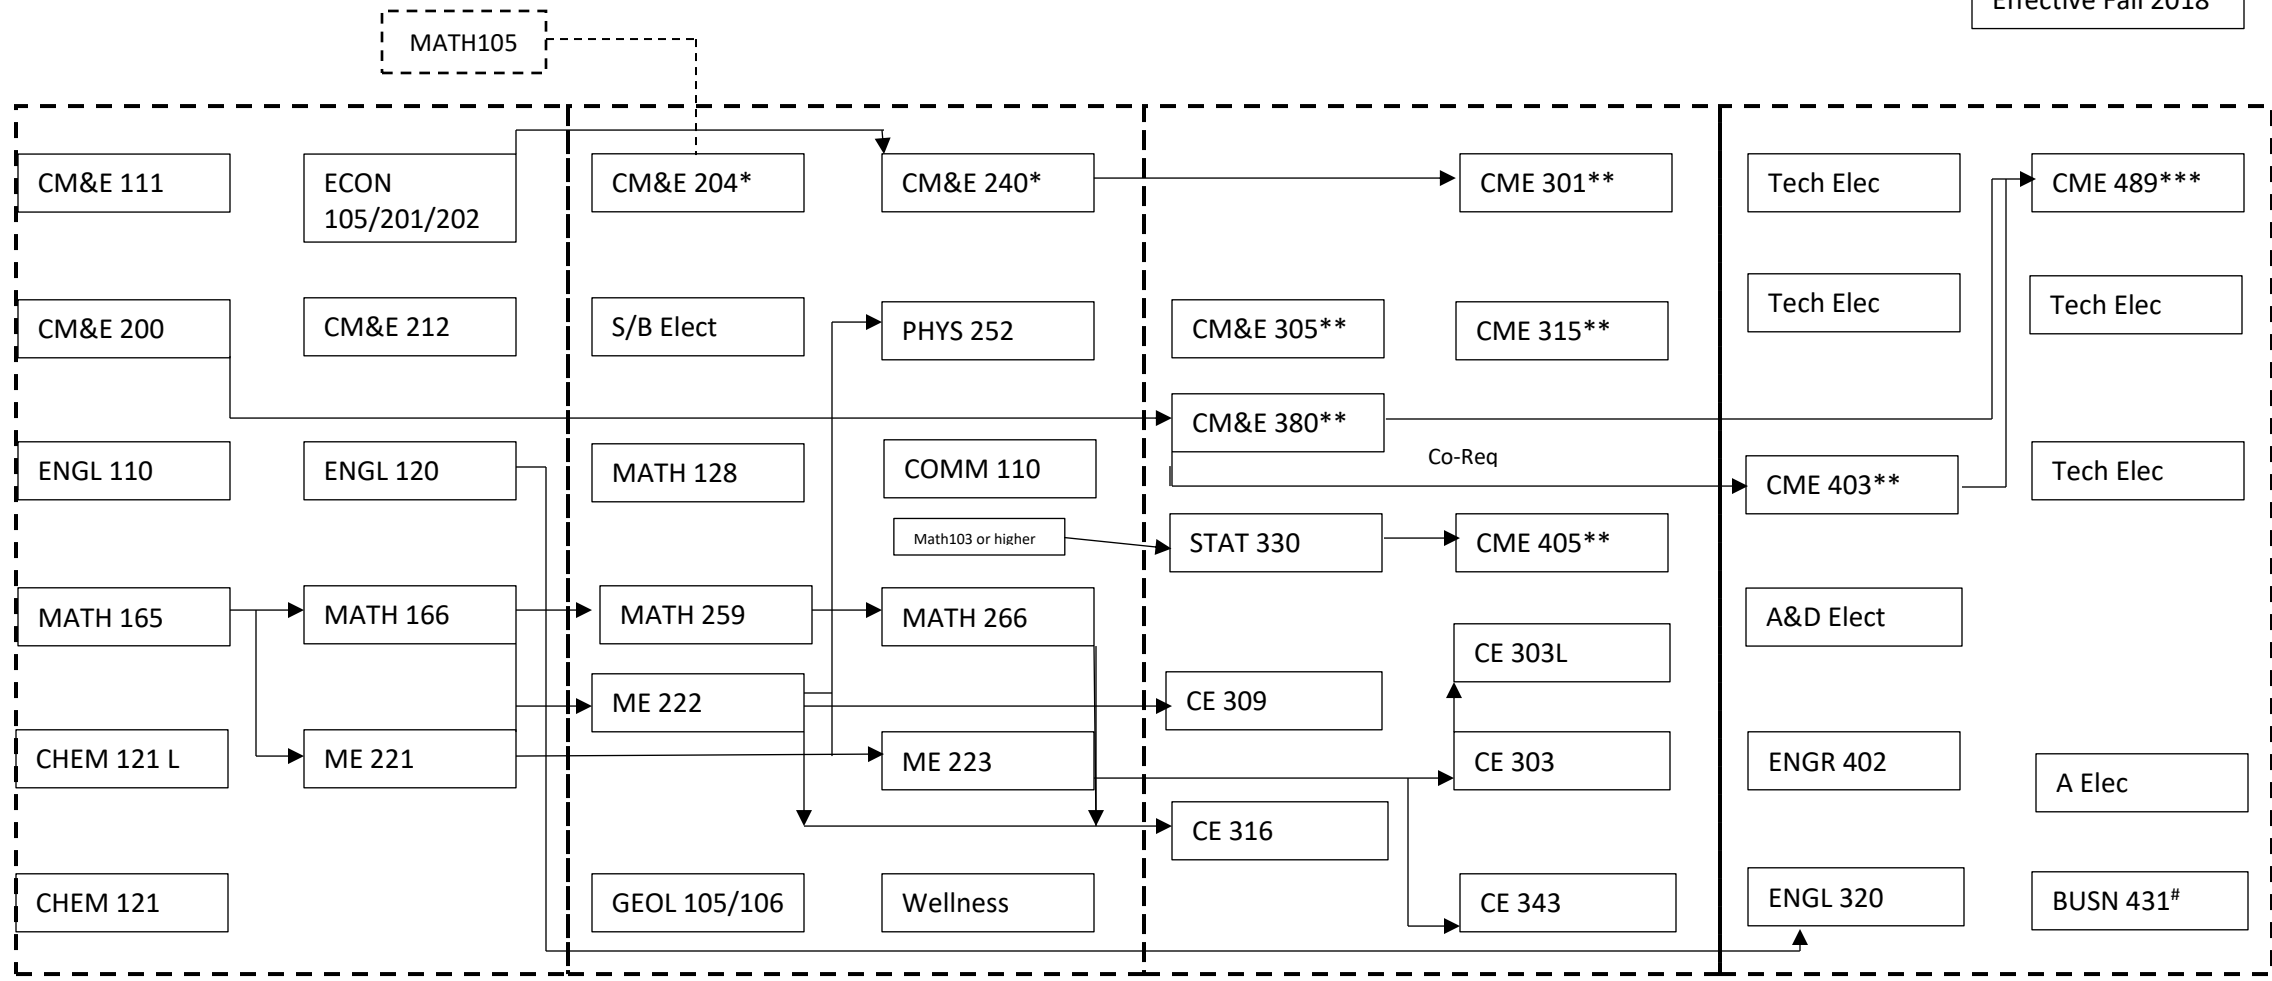 Effective Fall 2018
MATH105
CM&E 111
ECON
105/201/202
CM&E 204*
CM&E 240*
CME 301**
Tech Elec
CME 489***
CM&E 200
CM&E 212
S/B Elect
PHYS 252
CM&E 305**
CME 315**
Tech Elec
Tech Elec
CM&E 380**
ENGL 110
ENGL 120
MATH 128
COMM 110
Co-Req
CME 403**
Tech Elec
Math103 or higher
STAT 330
CME 405**
MATH 165
MATH 166
MATH 259
MATH 266
A&D Elect
CE 303L
ME 222
CE 309
CHEM 121 L
ME 221
ME 223
CE 303
ENGR 402
A Elec
CE 316
CHEM 121
GEOL 105/106
Wellness
CE 343
ENGL 320
BUSN 431#